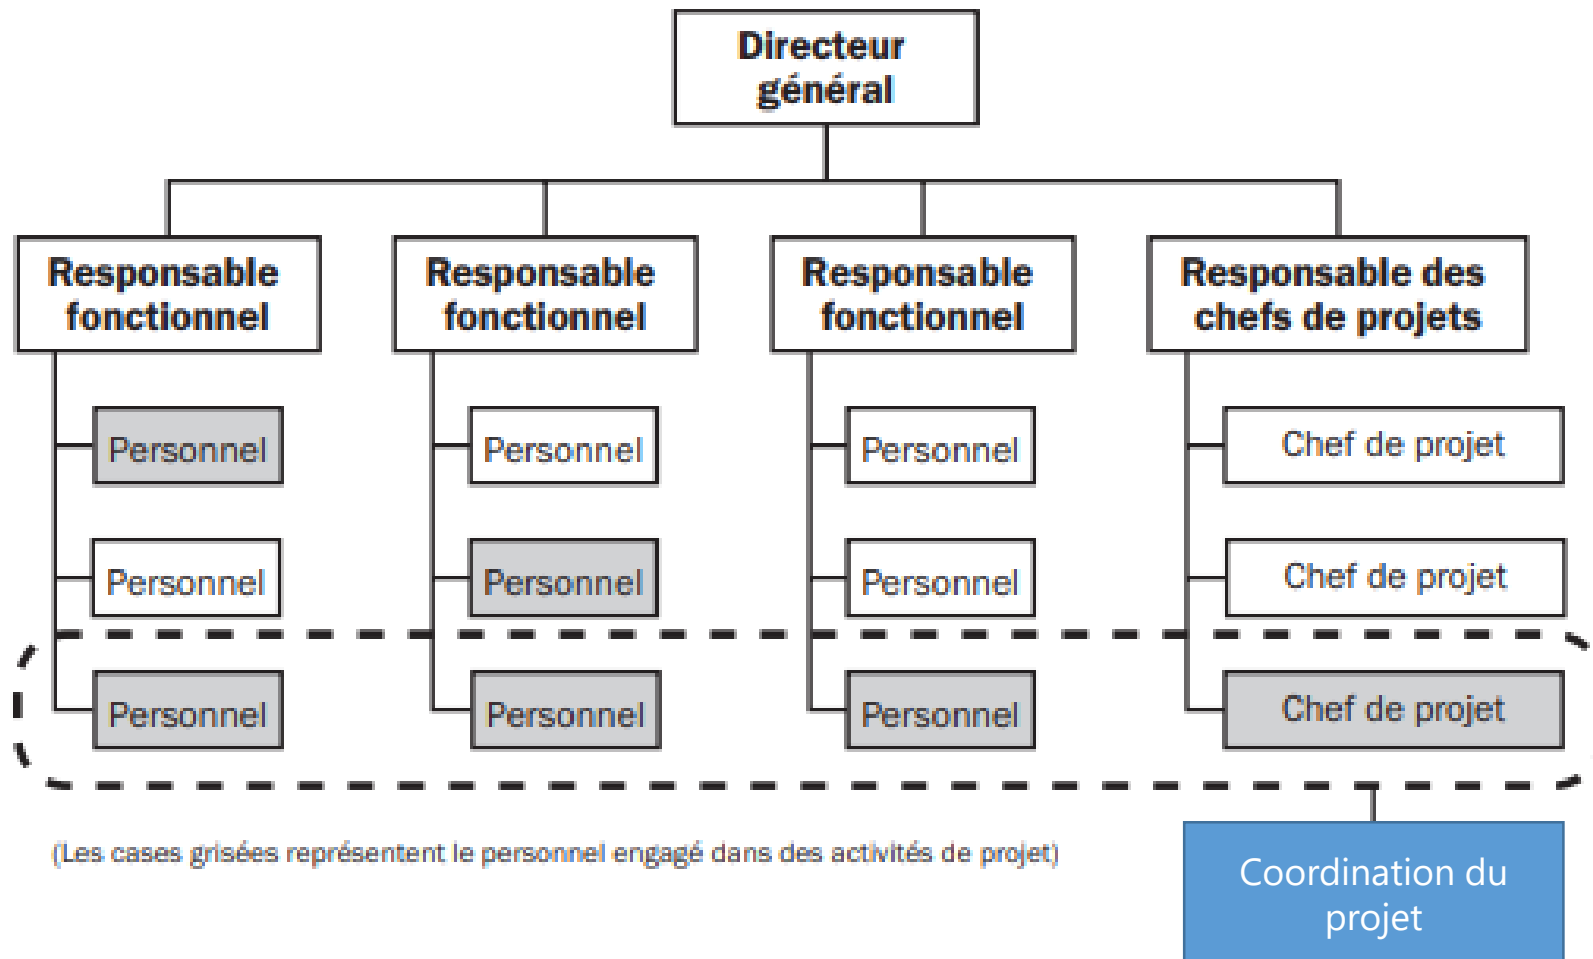 Directeur
général
Responsable
fonctionnel
Responsable
fonctionnel
Responsable
fonctionnel
Responsable des
chefs de projets
Personnel
Personnel
Personnel
Chef de projet
Personnel
Personnel
Personnel
Chef de projet
Personnel
Personnel
Personnel
Chef de projet
(Les cases grisées représentent le personnel engagé dans des activités de projet)
Coordination du
projet